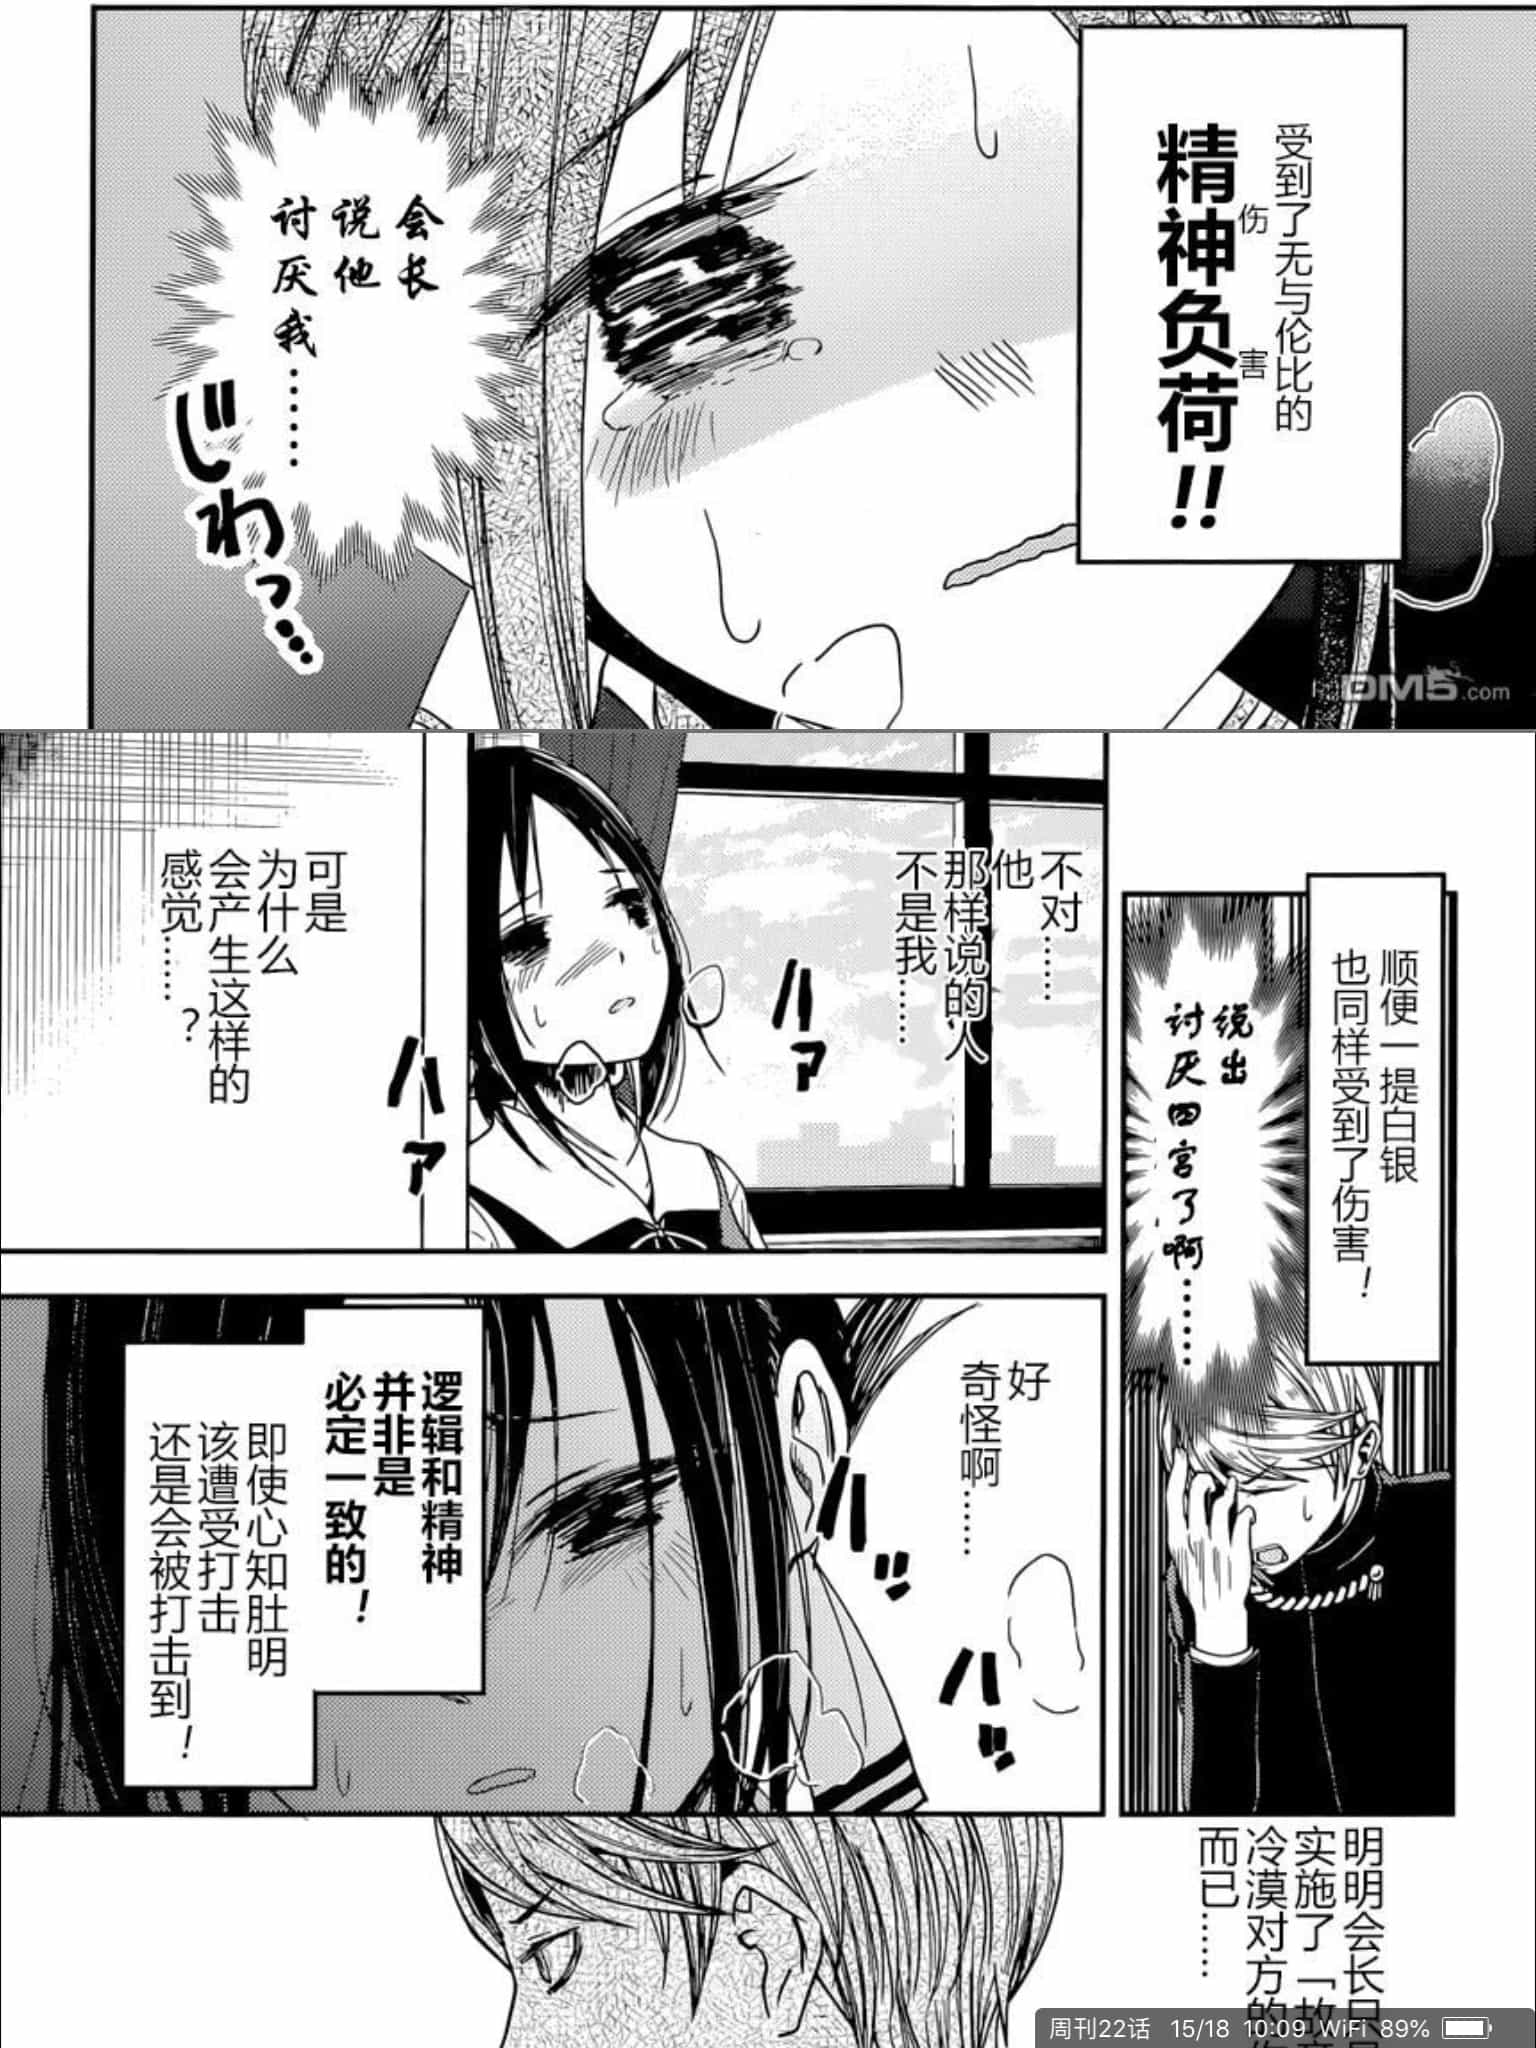 受到了无与伦比的
精神负荷!!
伤害
会长
说他
讨厌我……
じわっ…
DM5.com
顺便一提白银
也同样受到了伤害！
说出
讨厌四宫了啊……
不对……
他
那样说的人
不是我……
ハァ
ハァ
可是
为什么
会产生这样的
感觉……？
好
奇怪啊……
ハッ
ハッ
逻辑和精神
并非是
必定一致的！
即使心知肚明
该遭受打击
还是会被打击到！
明明会长只是
实施了「故意
冷漠对方的
而已……
周刊22话 15/18 10:09 WiFi 89%